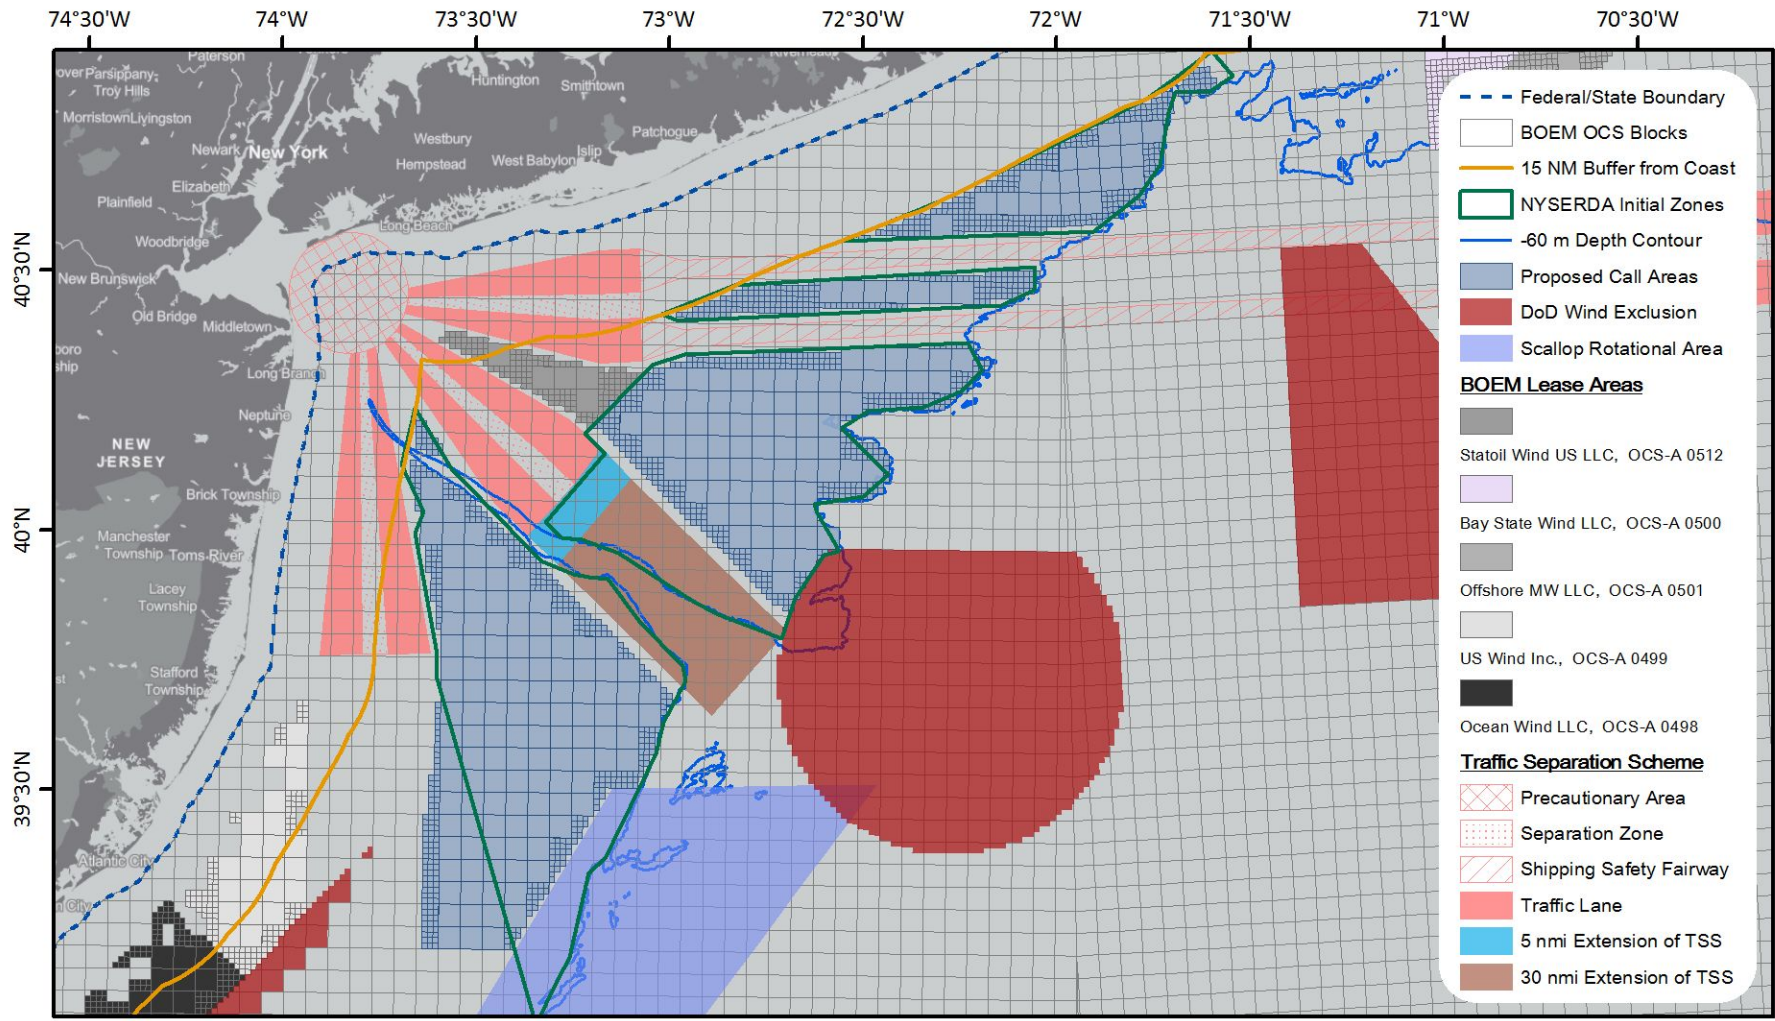 74°30'W 74°W 73°30'W 73°W 72°30'W 72°W 71°30'W 71°W 70°30'W
40°30'N
40°N
39°30'N
Paterson
Parsippany-
Troy Hills
Morristown
Livingston
Newark
New York
Elizabeth
Plainfield
Woodbridge
New Brunswick
Old Bridge
Middletown
boro
ship
Long Branch
Neptune
NEW
JERSEY
Brick Township
Manchester
Township
Toms River
Lacey
Township
Stafford
Township
Atlantic City
n City
Huntington
Smithtown
Westbury
Hempstead
West Babylon
Islip
Patchogue
Long Beach
Federal/State Boundary
BOEM OCS Blocks
15 NM Buffer from Coast
NYSERDA Initial Zones
-60 m Depth Contour
Proposed Call Areas
DoD Wind Exclusion
Scallop Rotational Area
BOEM Lease Areas
Statoil Wind US LLC, OCS-A 0512
Bay State Wind LLC, OCS-A 0500
Offshore MW LLC, OCS-A 0501
US Wind Inc., OCS-A 0499
Ocean Wind LLC, OCS-A 0498
Traffic Separation Scheme
Precautionary Area
Separation Zone
Shipping Safety Fairway
Traffic Lane
5 nmi Extension of TSS
30 nmi Extension of TSS